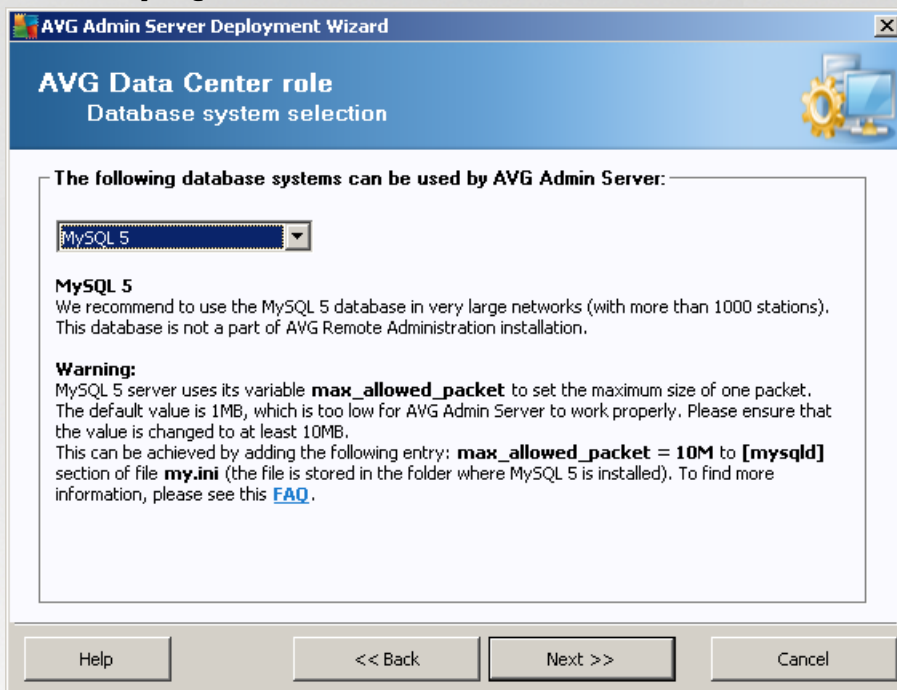 AVG Admin Server Deployment Wizard
AVG Data Center role
Database system selection
The following database systems can be used by AVG Admin Server:
MySQL 5
MySQL 5
We recommend to use the MySQL 5 database in very large networks (with more than 1000 stations).
This database is not a part of AVG Remote Administration installation.
Warning:
MySQL 5 server uses its variable max_allowed_packet to set the maximum size of one packet.
The default value is 1MB, which is too low for AVG Admin Server to work properly. Please ensure that
the value is changed to at least 10MB.
This can be achieved by adding the following entry: max_allowed_packet = 10M to [mysqld]
section of file my.ini (the file is stored in the folder where MySQL 5 is installed). To find more
information, please see this FAQ.
Help
<< Back
Next >>
Cancel